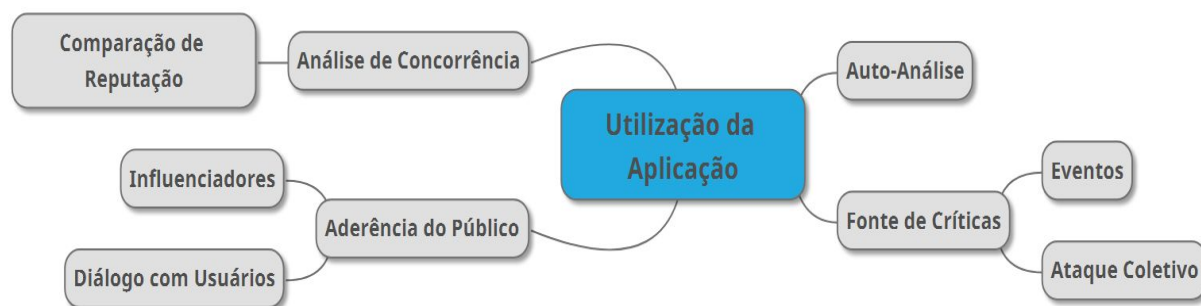 Comparação de
Reputação
Análise de Concorrência
Utilização da
Aplicação
Auto-Análise
Influenciadores
Aderência do Público
Diálogo com Usuários
Fonte de Críticas
Eventos
Ataque Coletivo